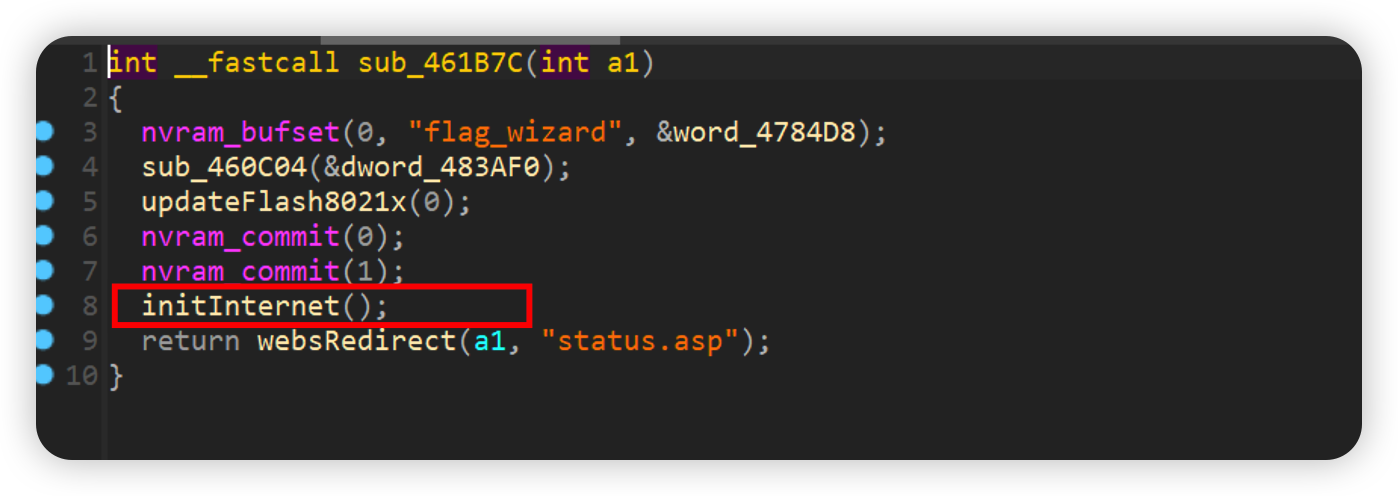 1 int __fastcall sub_461B7C(int a1)
2 {
3 nvram_bufset(0, "flag_wizard", &word_4784D8);
4 sub_460C04(&dword_483AF0);
5 updateFlash8021x(0);
6 nvram_commit(0);
7 nvram_commit(1);
8 initInternet();
9 return websRedirect(a1, "status.asp");
10 }